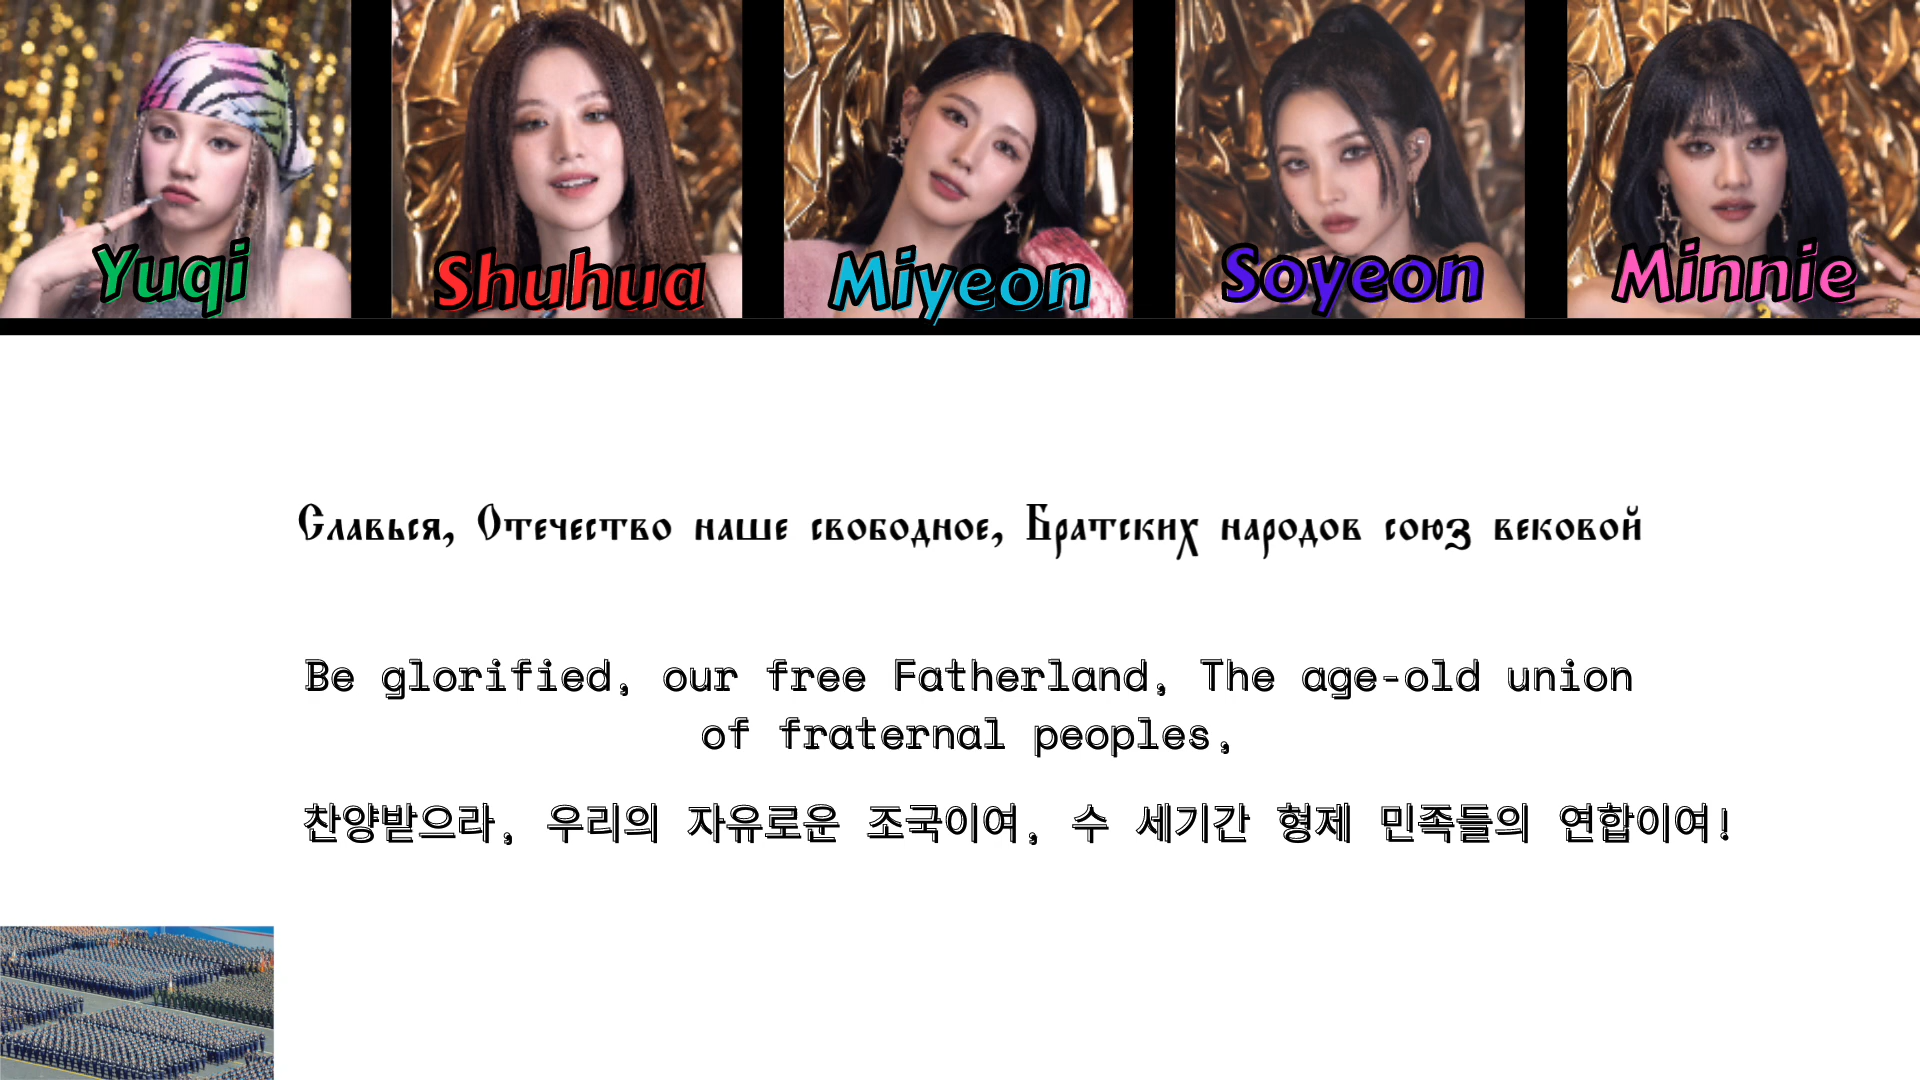 Yuqi
Shuhua
Miyeon
Soyeon
Minnie
Славься, Отечество наше свободное, Братских народов союз вековой
Be glorified, our free Fatherland, The age-old union
of fraternal peoples,
찬양받으라, 우리의 자유로운 조국이여, 수 세기간 형제 민족들의 연합이여!